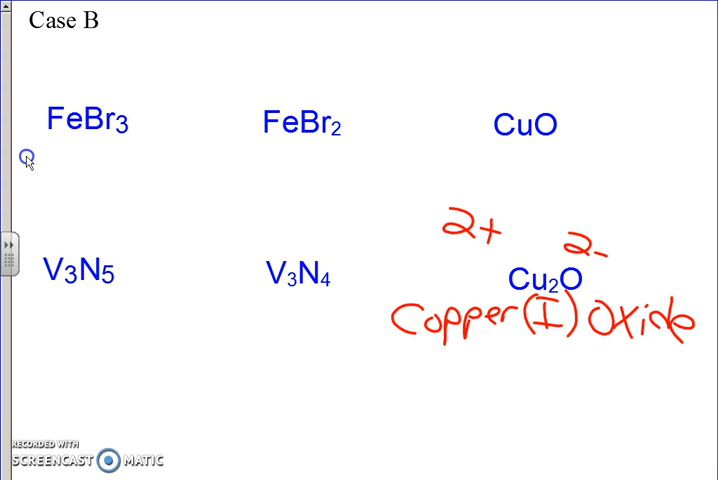 Case B
FeBr3 FeBr2 CuO
2+ 2-
V3N5 V3N4 Cu2O
Copper(I) Oxide
RECORDED WITH
SCREENCAST MATIC